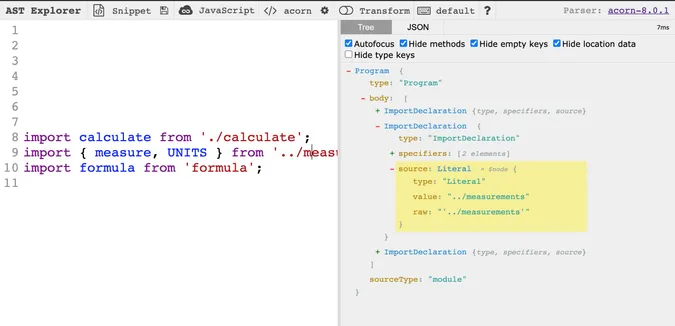 AST Explorer Snippet JavaScript </> acorn Transform default ? Parser: acorn-8.0.1
Tree JSON 7ms
Autofocus Hide methods Hide empty keys Hide location data
Hide type keys
1
2
3
4
5
6
7
8 import calculate from './calculate';
9 import { measure, UNITS } from '../meas
10 import formula from 'formula';
11
- Program {
type: "Program"
- body: [
+ ImportDeclaration {type, specifiers, source}
- ImportDeclaration {
type: "ImportDeclaration"
+ specifiers: [2 elements]
- source: Literal = $node {
type: "Literal"
value: "../measurements"
raw: "'../measurements'"
}
}
+ ImportDeclaration {type, specifiers, source}
]
sourceType: "module"
}